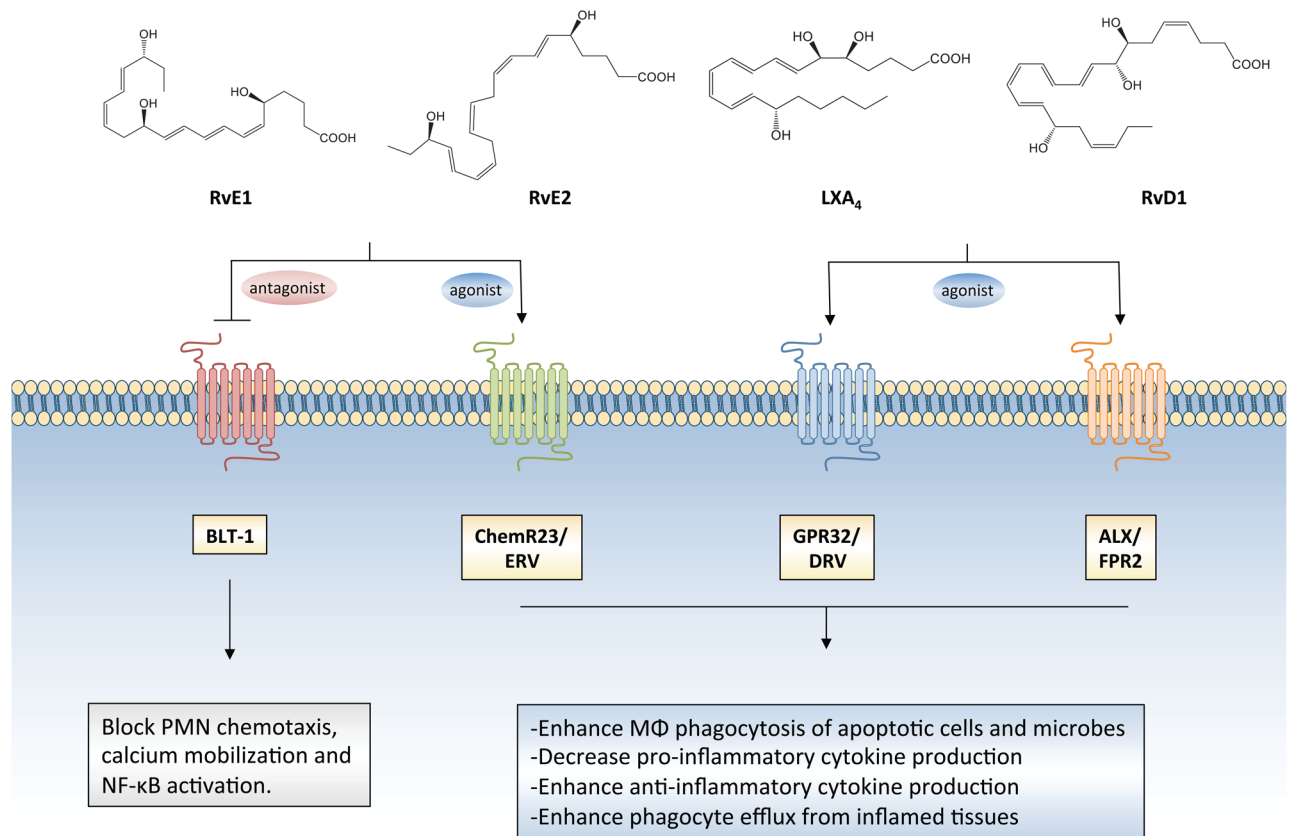 OH
OH
HO
COOH
RvE1
OH
COOH
OH
RvE2
HO
OH
COOH
OH
LXA4
HO
COOH
OH
HO
RvD1
antagonist
agonist
agonist
BLT-1
ChemR23/
ERV
GPR32/
DRV
ALX/
FPR2
Block PMN chemotaxis,
calcium mobilization and
NF-κB activation.
-Enhance MΦ phagocytosis of apoptotic cells and microbes
-Decrease pro-inflammatory cytokine production
-Enhance anti-inflammatory cytokine production
-Enhance phagocyte efflux from inflamed tissues